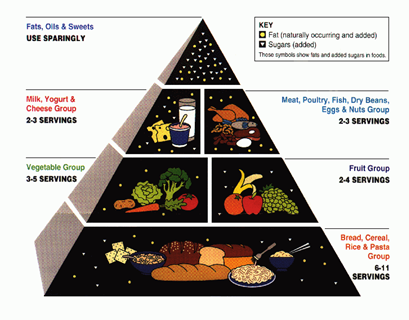 Fats, Oils & Sweets
USE SPARINGLY
KEY
Fat (naturally occurring and added)
Sugars (added)
These symbols show fats and added sugars in foods.
Milk, Yogurt &
Cheese Group
2-3 SERVINGS
Meat, Poultry, Fish, Dry Beans,
Eggs & Nuts Group
2-3 SERVINGS
Vegetable Group
3-5 SERVINGS
Fruit Group
2-4 SERVINGS
Bread, Cereal,
Rice & Pasta
Group
6-11
SERVINGS